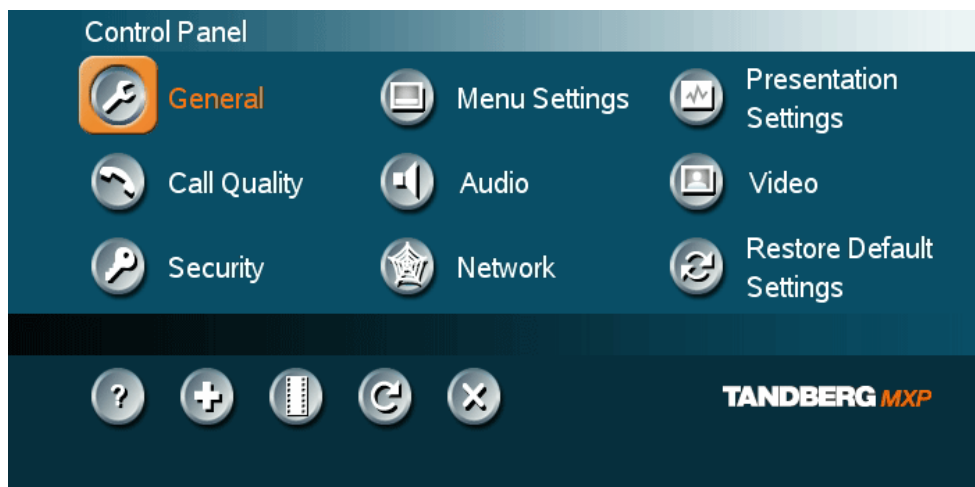 Control Panel
General
Menu Settings
Presentation
Settings
Call Quality
Audio
Video
Security
Network
Restore Default
Settings
?
TANDBERG MXP